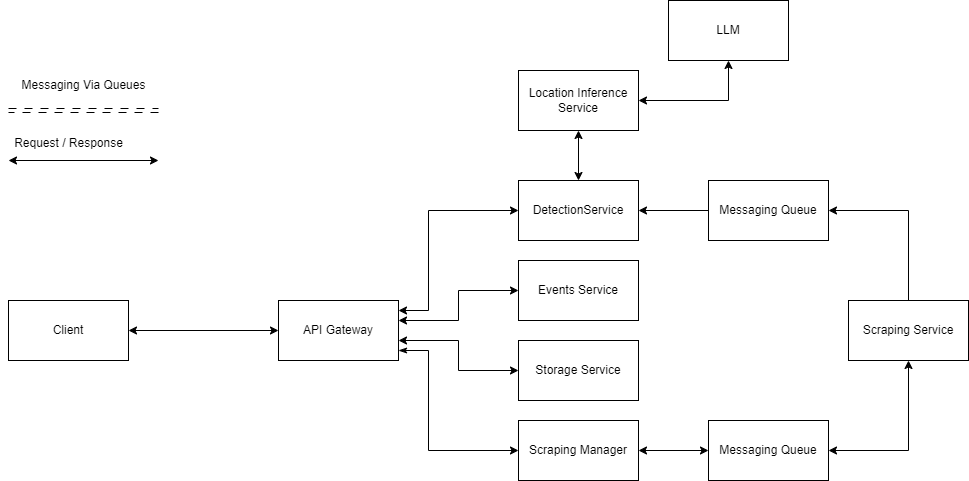 LLM
Messaging Via Queues
Location Inference
Service
Request / Response
DetectionService
Messaging Queue
Events Service
Client
API Gateway
Scraping Service
Storage Service
Scraping Manager
Messaging Queue